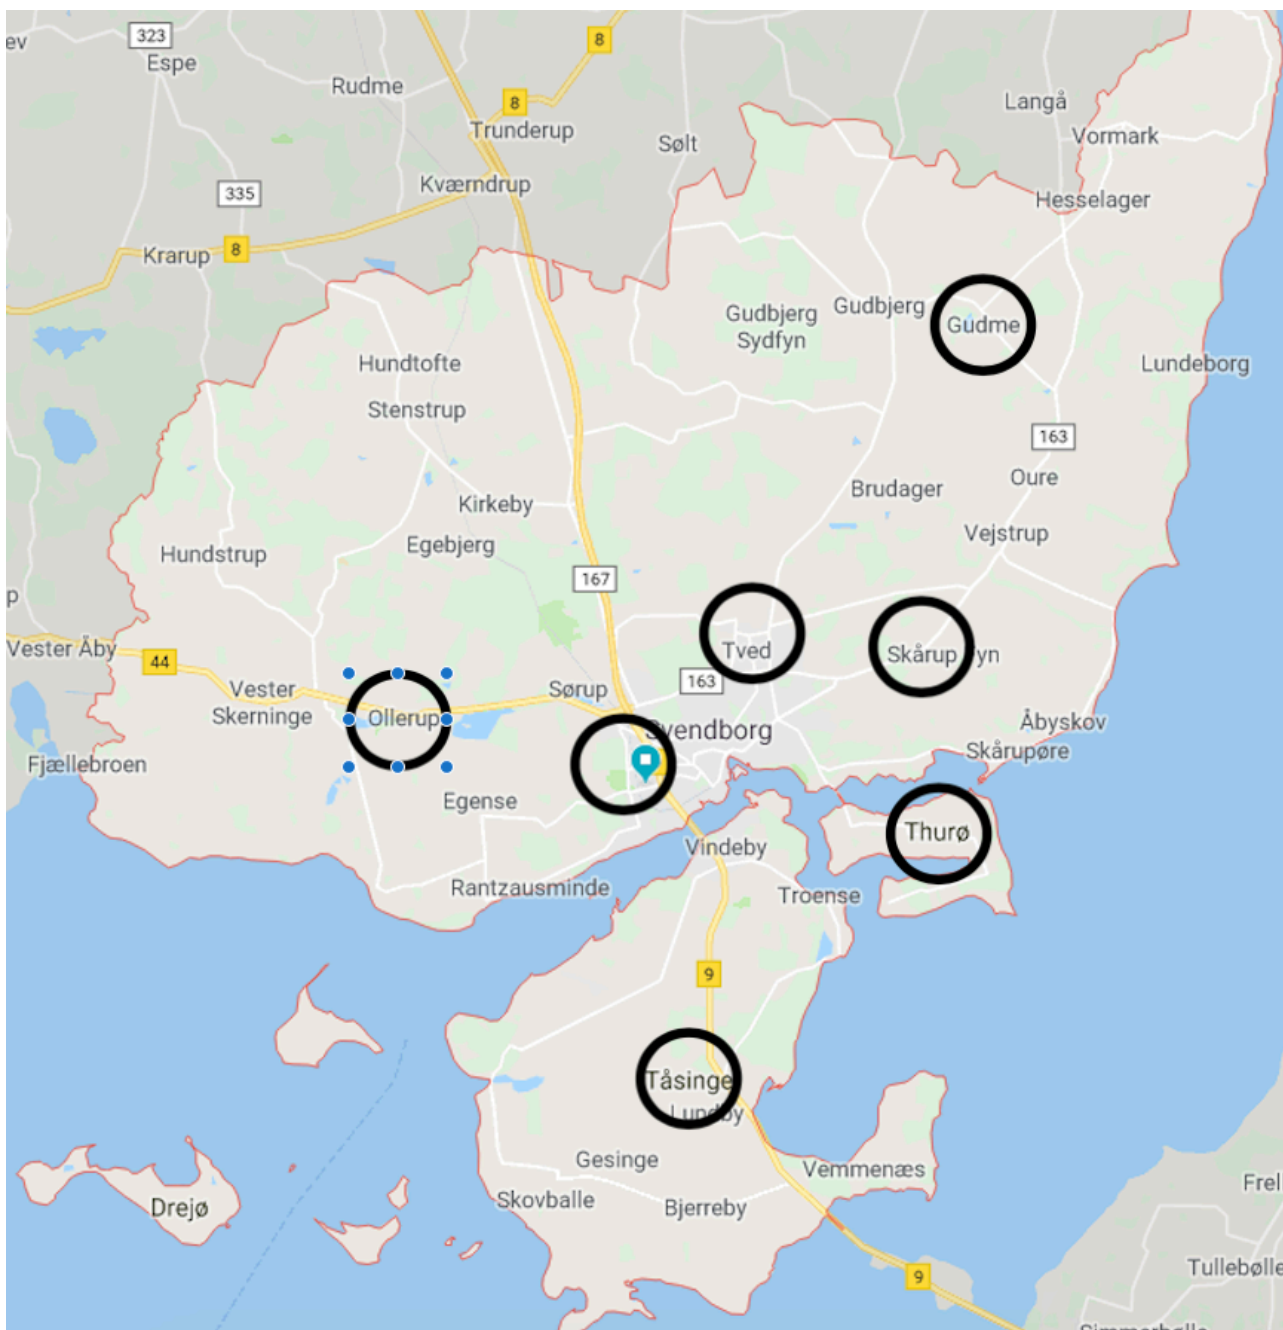 ev
323
Espe
Rudme
8
8
Trunderup
Langå
Vormark
Sølt
Kværndrup
335
Hesselager
Krarup
8
Gudbjerg
Gudbjerg
Sydfyn
Gudme
Hundtofte
Lundeborg
Stenstrup
163
Oure
Brudager
Kirkeby
Vejstrup
Egebjerg
Hundstrup
167
p
Vester Åby
44
Tved
Skårup Fyn
163
Vester
Skerninge
Sørup
Ollerup
Svendborg
Åbyskov
Skårupøre
Fjællebroen
Egense
Thurø
Vindeby
Rantzausminde
Troense
9
Tåsinge
Lundby
Gesinge
Vemmenæs
Skovballe
Bjerreby
Drejø
Frel
Tullebølle
9